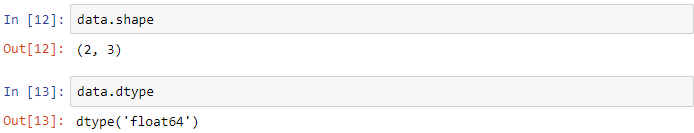 In [12]: data.shape
Out[12]: (2, 3)
In [13]: data.dtype
Out[13]: dtype('float64')